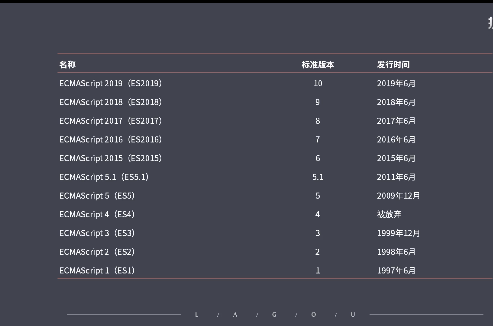 名称 标准版本 发行时间
ECMAScript 2019（ES2019） 10 2019年6月
ECMAScript 2018（ES2018） 9 2018年6月
ECMAScript 2017（ES2017） 8 2017年6月
ECMAScript 2016（ES2016） 7 2016年6月
ECMAScript 2015（ES2015） 6 2015年6月
ECMAScript 5.1（ES5.1） 5.1 2011年6月
ECMAScript 5（ES5） 5 2009年12月
ECMAScript 4（ES4） 4 被放弃
ECMAScript 3（ES3） 3 1999年12月
ECMAScript 2（ES2） 2 1998年6月
ECMAScript 1（ES1） 1 1997年6月
L / A / G / O / U